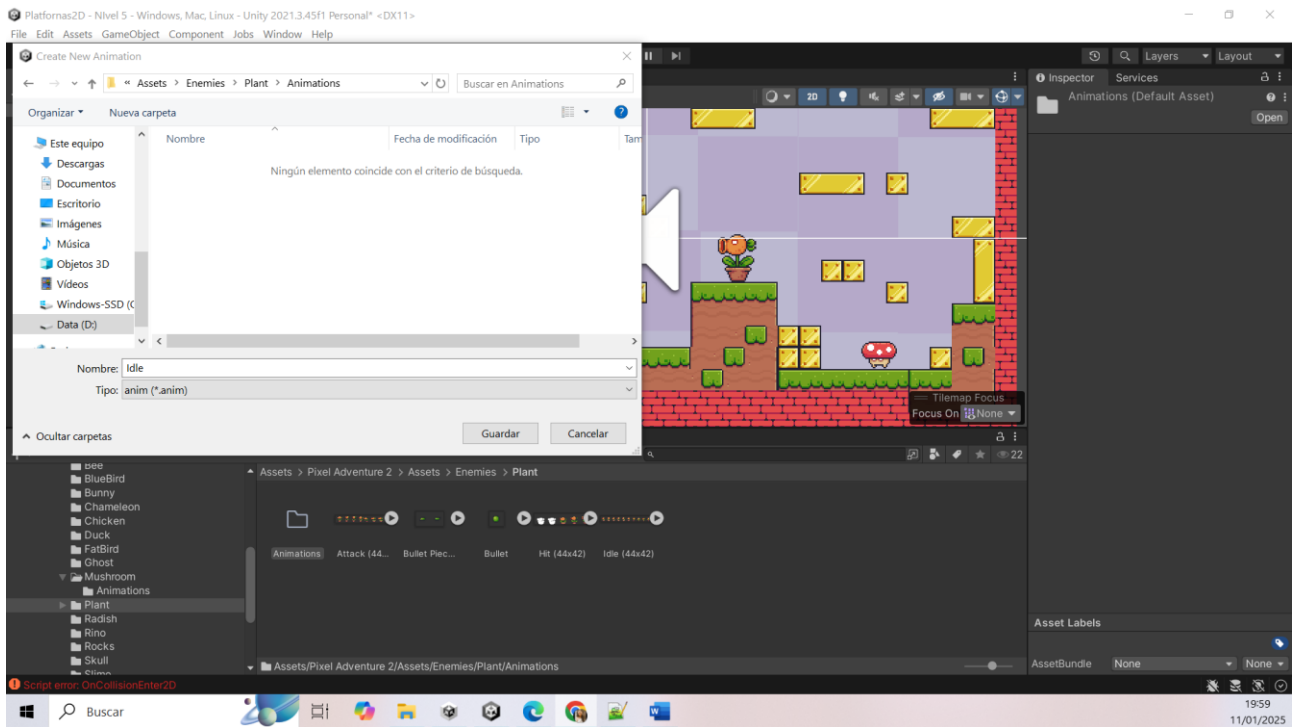 Platfornas2D - NIvel 5 - Windows, Mac, Linux - Unity 2021.3.45f1 Personal* <DX11>
File Edit Assets GameObject Component Jobs Window Help
Create New Animation
« Assets > Enemies > Plant > Animations
Buscar en Animations
Organizar
Nueva carpeta
Nombre
Fecha de modificación
Tipo
Tam
Ningún elemento coincide con el criterio de búsqueda.
Este equipo
Descargas
Documentos
Escritorio
Imágenes
Música
Objetos 3D
Vídeos
Windows-SSD (C
Data (D:)
Nombre: Idle
Tipo: anim (*.anim)
Ocultar carpetas
Guardar
Cancelar
Layers
Layout
2D
Inspector
Services
Animations (Default Asset)
Open
Tilemap Focus
Focus On None
22
Bee
BlueBird
Bunny
Chameleon
Chicken
Duck
FatBird
Ghost
Mushroom
Animations
Plant
Radish
Rino
Rocks
Skull
Slime
Assets > Pixel Adventure 2 > Assets > Enemies > Plant
Animations
Attack (44...
Bullet Piec...
Bullet
Hit (44x42)
Idle (44x42)
Assets/Pixel Adventure 2/Assets/Enemies/Plant/Animations
Asset Labels
AssetBundle None None
Script error: OnCollisionEnter2D
Buscar
19:59
11/01/2025